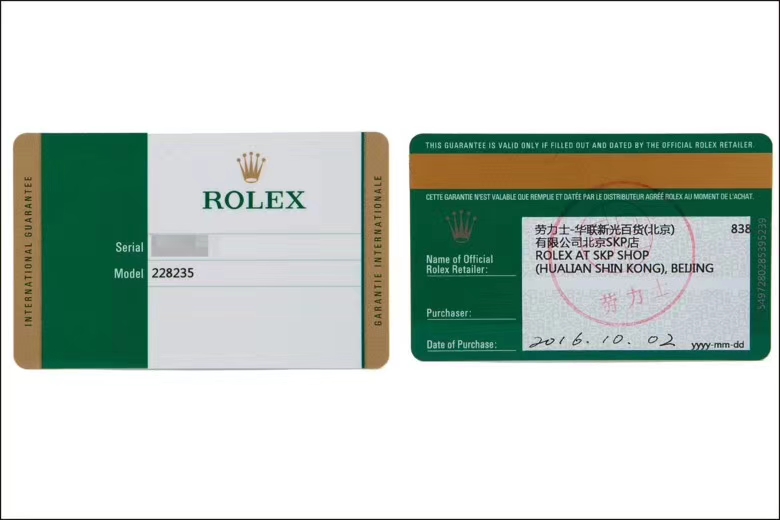 INTERNATIONAL GUARANTEE
ROLEX
Serial
Model 228235
GARANTIE INTERNATIONALE
THIS GUARANTEE IS VALID ONLY IF FILLED OUT AND DATED BY THE OFFICIAL ROLEX RETAILER.
CETTE GARANTIE N'EST VALABLE QUE REMPLIE ET DATÉE PAR LE DISTRIBUTEUR AGRÉÉ ROLEX AU MOMENT DE L'ACHAT.
Name of Official
Rolex Retailer:
劳力士-华联新光百货(北京) 838
有限公司北京SKP店
ROLEX AT SKP SHOP
(HUALIAN SHIN KONG), BEIJING
劳力士
Purchaser:
Date of Purchase: 2016.10.02 yyyy-mm-dd
5497280285395239